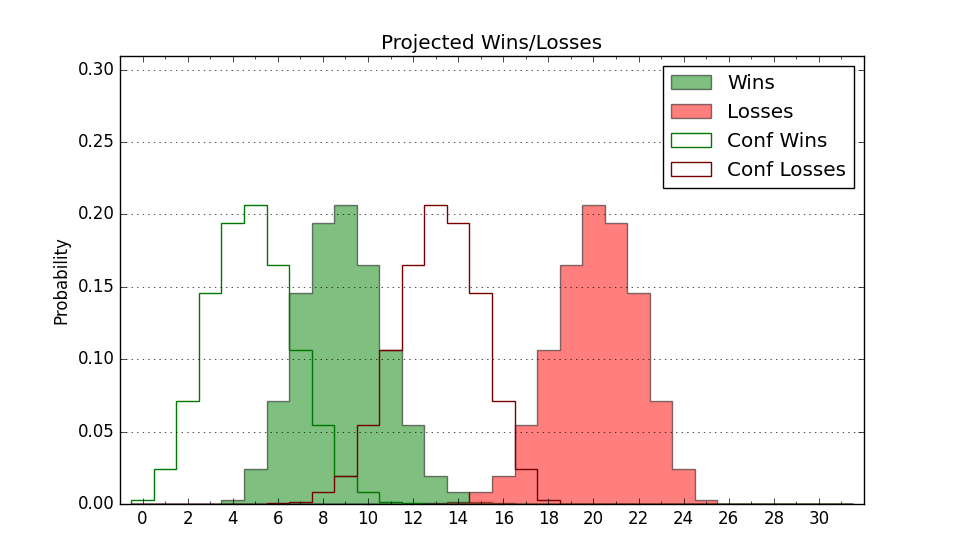 Projected Wins/Losses
0.30
0.25
0.20
0.15
0.10
0.05
0.00
Probability
Wins
Losses
Conf Wins
Conf Losses
0 2 4 6 8 10 12 14 16 18 20 22 24 26 28 30